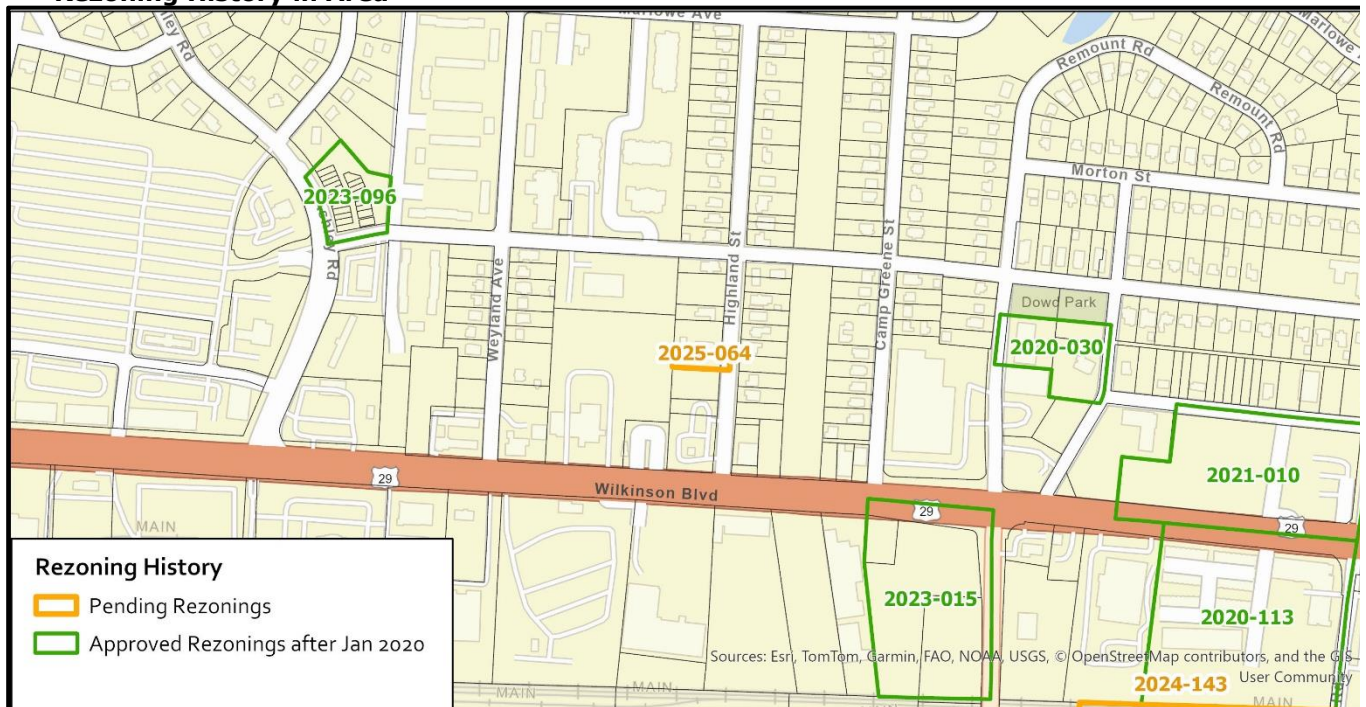 Rezoning History in Area
Marlowe Ave
Remount Rd
Marlowe
Remount Rd
Morton St
2023-096
Ashley Rd
Highland St
Camp Greene St
Weyland Ave
Dowd Park
2020-030
2025-064
2021-010
29
Wilkinson Blvd
29
29
MAIN
2023-015
2020-113
Rezoning History
Pending Rezonings
Approved Rezonings after Jan 2020
Sources: Esri, TomTom, Garmin, FAO, NOAA, USGS, © OpenStreetMap contributors, and the GIS
User Community
2024-143
MAIN
MAIN
MAIN